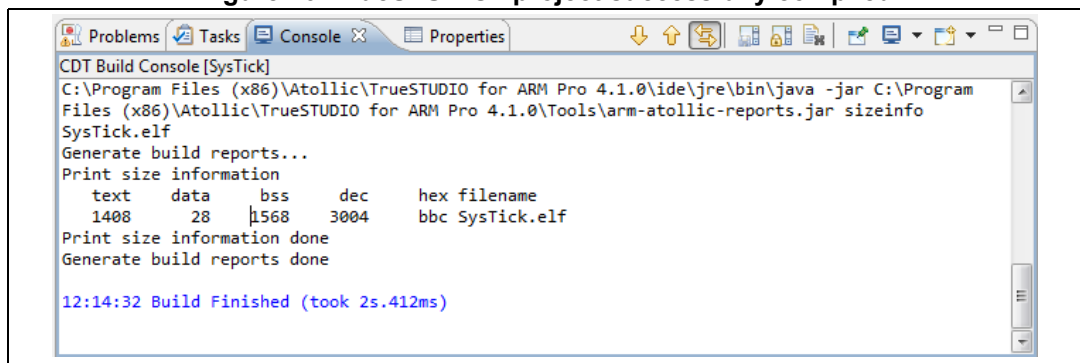 Problems Tasks Console Properties
CDT Build Console [SysTick]
C:\Program Files (x86)\Atollic\TrueSTUDIO for ARM Pro 4.1.0\ide\jre\bin\java -jar C:\Program
Files (x86)\Atollic\TrueSTUDIO for ARM Pro 4.1.0\Tools\arm-atollic-reports.jar sizeinfo
SysTick.elf
Generate build reports...
Print size information
text data bss dec hex filename
1408 28 1568 3004 bbc SysTick.elf
Print size information done
Generate build reports done
12:14:32 Build Finished (took 2s.412ms)